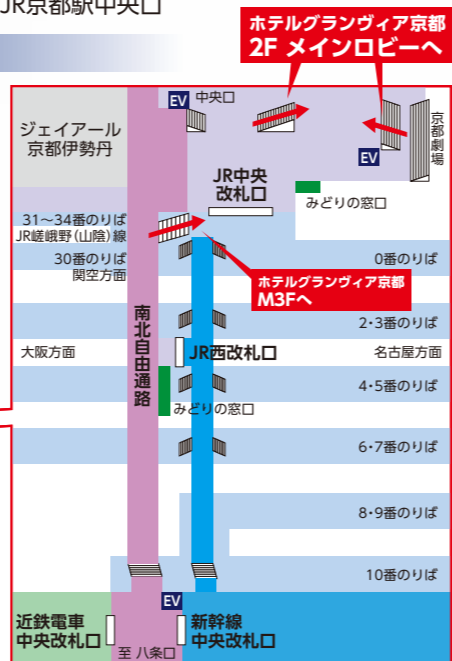 JR京都駅中央口
ホテルグランヴィア京都
2F メインロビーへ
EV
中央口
ジェイアール
京都伊勢丹
EV
京都劇場
JR中央
改札口
みどりの窓口
31～34番のりば
JR嵯峨野(山陰)線
30番のりば
関空方面
0番のりば
ホテルグランヴィア京都
M3Fへ
南北自由通路
2・3番のりば
大阪方面
JR西改札口
名古屋方面
4・5番のりば
みどりの窓口
6・7番のりば
8・9番のりば
10番のりば
EV
近鉄電車
中央改札口
新幹線
中央改札口
至 八条口